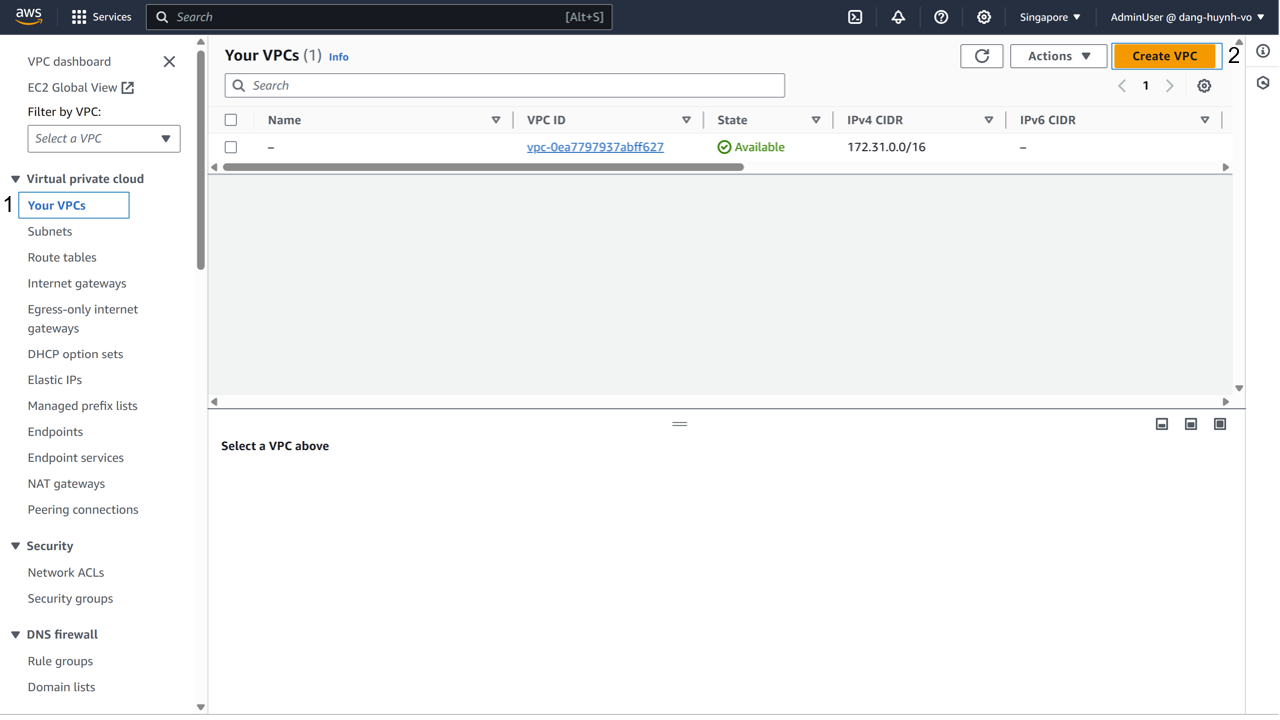 aws
Services
Search [Alt+S]
Singapore
AdminUser @ dang-huynh-vo
VPC dashboard
EC2 Global View
Filter by VPC:
Select a VPC
Virtual private cloud
1
Your VPCs
Subnets
Route tables
Internet gateways
Egress-only internet
gateways
DHCP option sets
Elastic IPs
Managed prefix lists
Endpoints
Endpoint services
NAT gateways
Peering connections
Security
Network ACLs
Security groups
DNS firewall
Rule groups
Domain lists
Your VPCs (1) Info
Actions
Create VPC
2
Search
1
Name VPC ID State IPv4 CIDR IPv6 CIDR
– vpc-0ea7797937abff627 Available 172.31.0.0/16 –
Select a VPC above